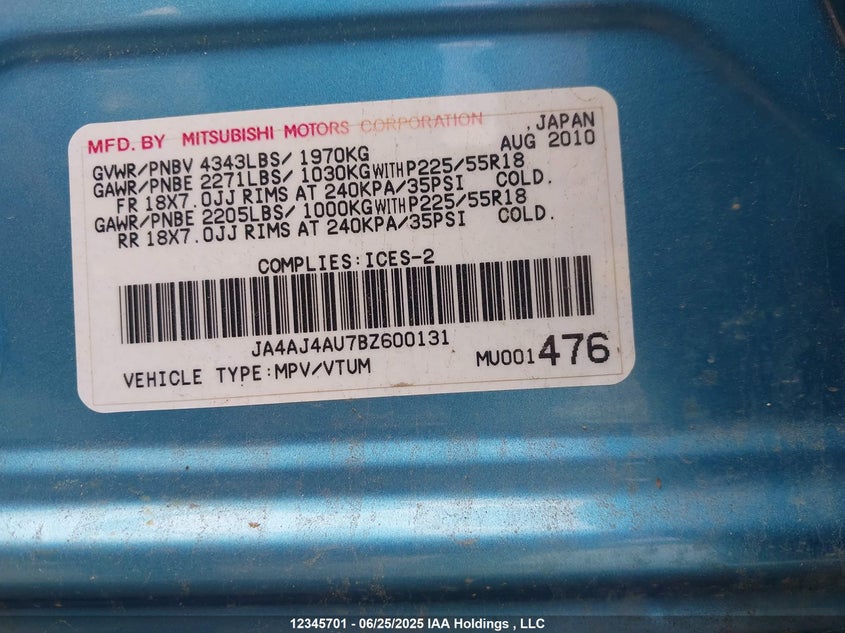 MFD. BY MITSUBISHI MOTORS CORPORATION ,JAPAN
GVWR/PNBV 4343LBS/ 1970KG AUG 2010
GAWR/PNBE 2271LBS/ 1030KG WITH P225/55R18
FR 18X7.0JJ RIMS AT 240KPA/35PSI COLD.
GAWR/PNBE 2205LBS/ 1000KG WITH P225/55R18
RR 18X7.0JJ RIMS AT 240KPA/35PSI COLD.
COMPLIES:ICES-2
JA4AJ4AU7BZ600131
VEHICLE TYPE:MPV/VTUM MU001476
12345701 - 06/25/2025 IAA Holdings , LLC